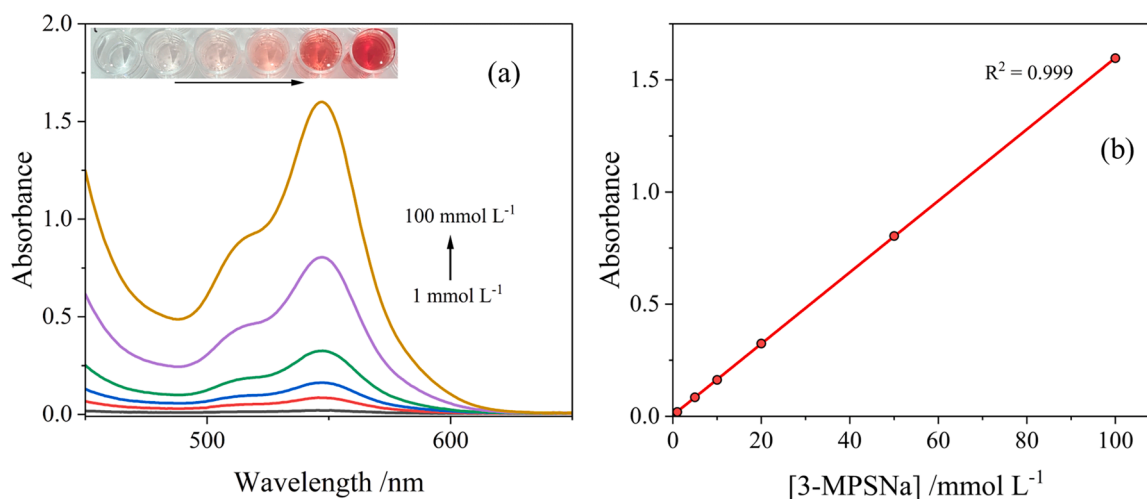 2.0
1.5
1.0
0.5
0.0
Absorbance
(a)
100 mmol L⁻¹
1 mmol L⁻¹
500
600
Wavelength /nm
1.5
1.0
0.5
0.0
Absorbance
R² = 0.999
(b)
0
20
40
60
80
100
[3-MPSNa] /mmol L⁻¹